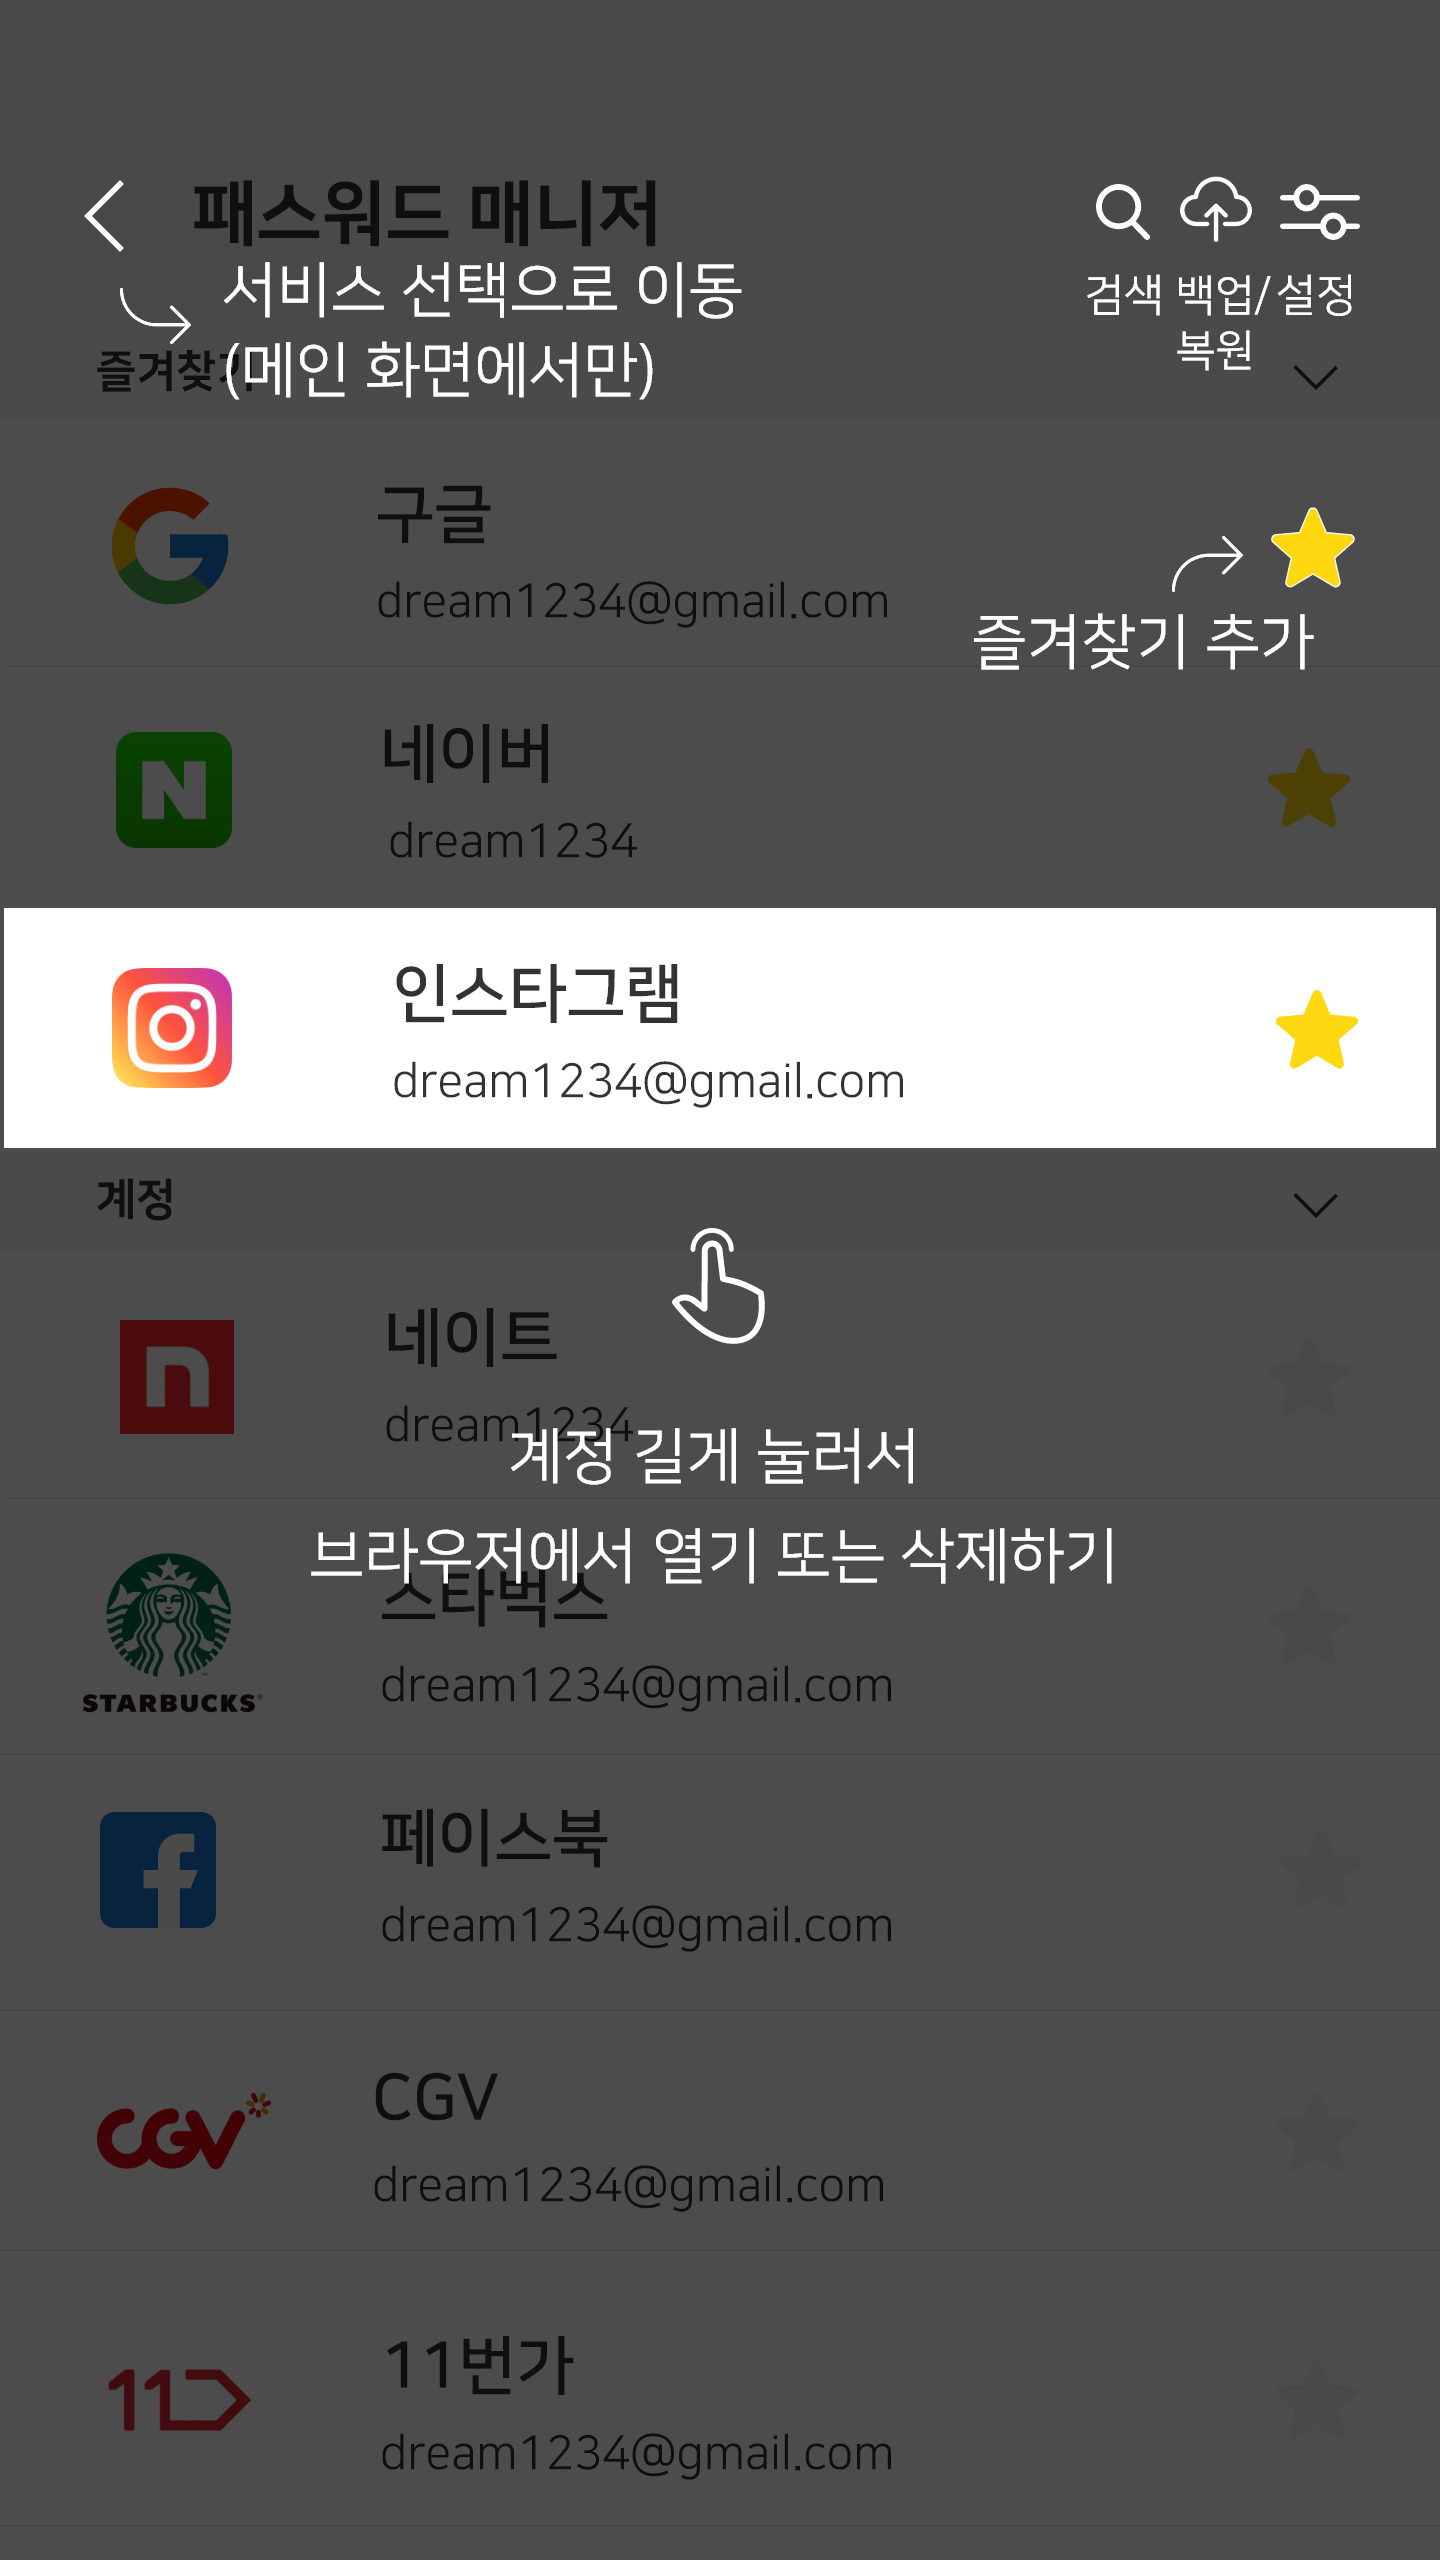 패스워드 매니저
서비스 선택으로 이동
(메인 화면에서만)
검색 백업/ 설정
복원
즐겨찾기
구글
dream1234@gmail.com
즐겨찾기 추가
네이버
dream1234
인스타그램
dream1234@gmail.com
계정
네이트
dream1234
계정 길게 눌러서
브라우저에서 열기 또는 삭제하기
스타벅스
dream1234@gmail.com
STARBUCKS
페이스북
dream1234@gmail.com
CGV
CGV
dream1234@gmail.com
11번가
11
dream1234@gmail.com